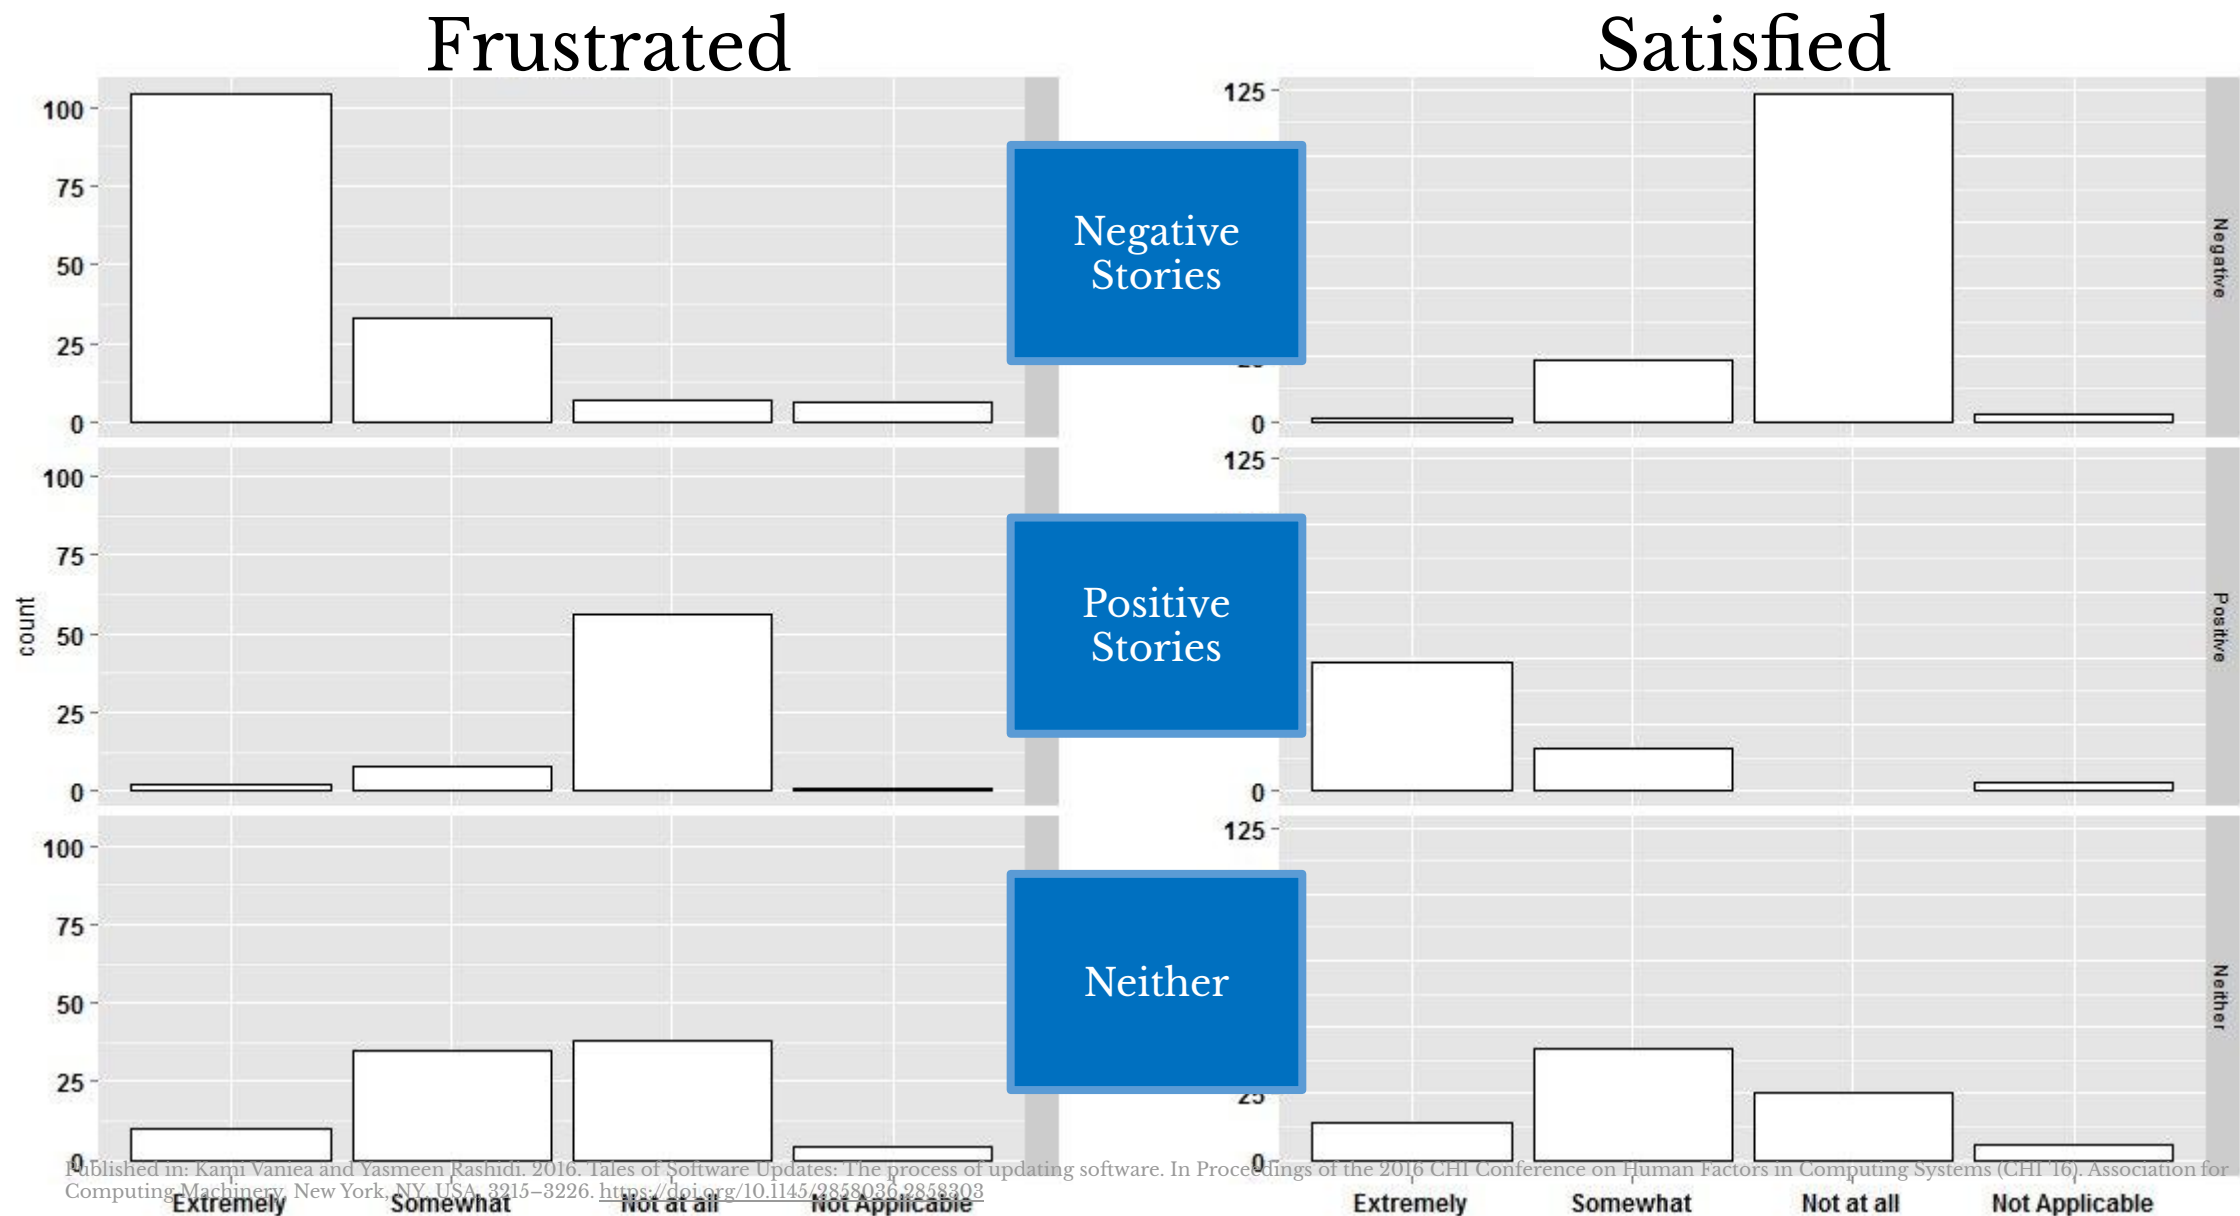 Frustrated
Satisfied
100
75
50
25
0
125
25
0
Negative
Stories
Negative
count
100
75
50
25
0
125
0
Positive
Stories
Positive
100
75
50
25
0
125
25
0
Neither
Neither
Published in: Kami Vaniea and Yasmeen Rashidi. 2016. Tales of Software Updates: The process of updating software. In Proceedings of the 2016 CHI Conference on Human Factors in Computing Systems (CHI '16). Association for
Computing Machinery, New York, NY, USA, 3215–3226. https://doi.org/10.1145/2858036.2858303
Extremely Somewhat Not at all Not Applicable
Extremely Somewhat Not at all Not Applicable